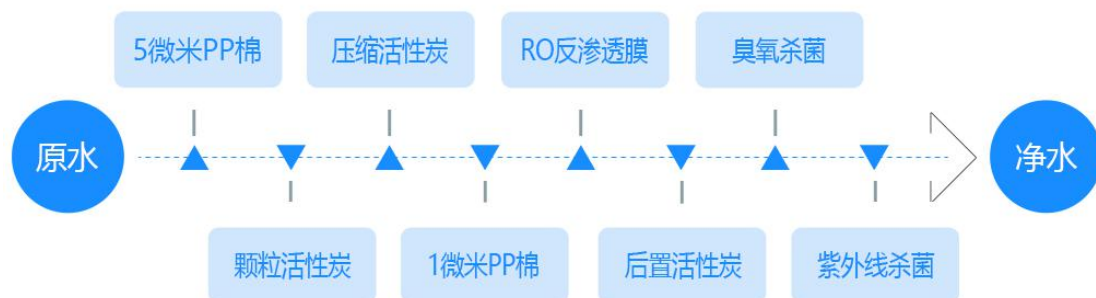 5微米PP棉
压缩活性炭
RO反渗透膜
臭氧杀菌
原水
净水
颗粒活性炭
1微米PP棉
后置活性炭
紫外线杀菌